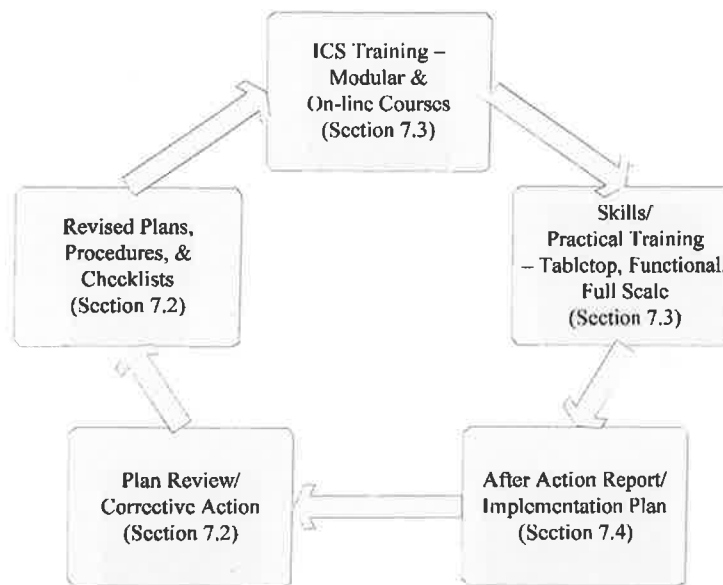 ICS Training –
Modular &
On-line Courses
(Section 7.3)
Skills/
Practical Training
– Tabletop, Functional,
Full Scale
(Section 7.3)
After Action Report/
Implementation Plan
(Section 7.4)
Plan Review/
Corrective Action
(Section 7.2)
Revised Plans,
Procedures, &
Checklists
(Section 7.2)